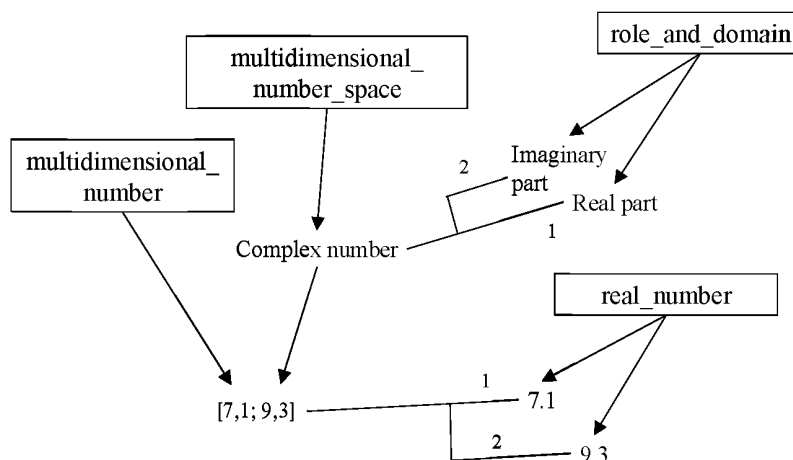 role_and_domain
multidimensional_
number_space
multidimensional_
number
2
Imaginary
part
Real part
1
Complex number
real_number
1
7.1
[7,1; 9,3]
2
9.3